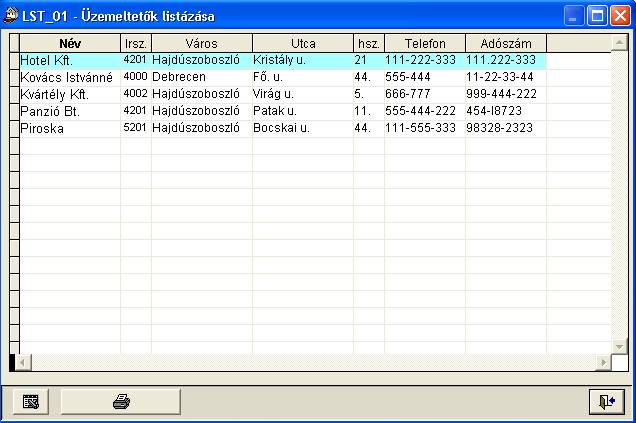 LST_01 - Üzemeltetők listázása
Név Irsz. Város Utca hsz. Telefon Adószám
Hotel Kft. 4201 Hajdúszoboszló Kristály u. 21 111-222-333 111.222-333
Kovács Istvánné 4000 Debrecen Fő. u. 44. 555-444 11-22-33-44
Kvártély Kft. 4002 Hajdúszoboszló Virág u. 5. 666-777 999-444-222
Panzió Bt. 4201 Hajdúszoboszló Patak u. 11. 555-444-222 454-I8723
Piroska 5201 Hajdúszoboszló Bocskai u. 44. 111-555-333 98328-2323